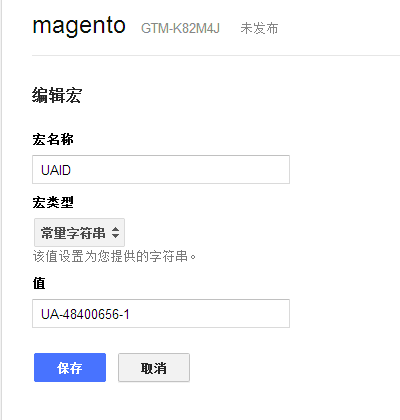 magento GTM-K82M4J 未发布
编辑宏
宏名称
UAID
宏类型
常量字符串
该值设置为您提供的字符串。
值
UA-48400656-1
保存 取消